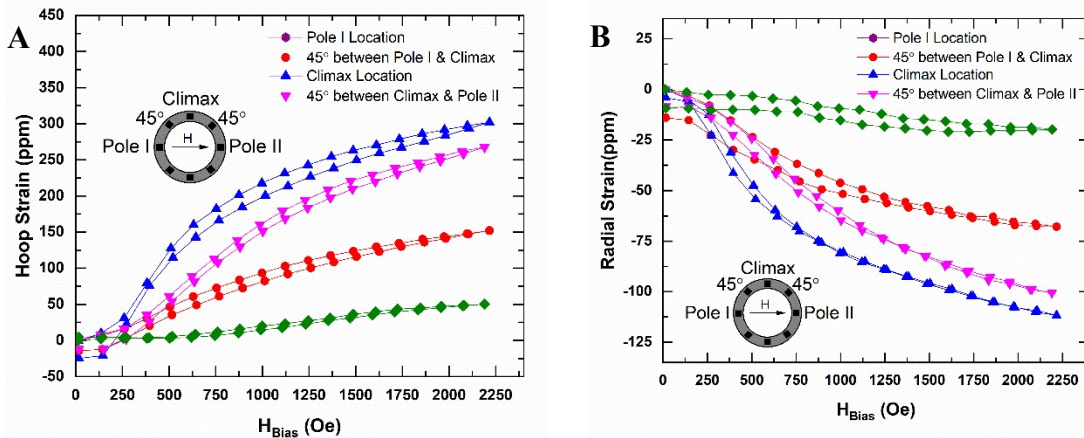 A
450
400
350
300
250
200
150
100
50
0
-50
Hoop Strain (ppm)
Pole I Location
45° between Pole I & Climax
Climax Location
45° between Climax & Pole II
Climax
45° 45°
Pole I H Pole II
0 250 500 750 1000 1250 1500 1750 2000 2250
H_Bias (Oe)
B
25
0
-25
-50
-75
-100
-125
Radial Strain(ppm)
Pole I Location
45° between Pole I & Climax
Climax Location
45° between Climax & Pole II
Climax
45° 45°
Pole I H Pole II
0 250 500 750 1000 1250 1500 1750 2000 2250
H_Bias (Oe)